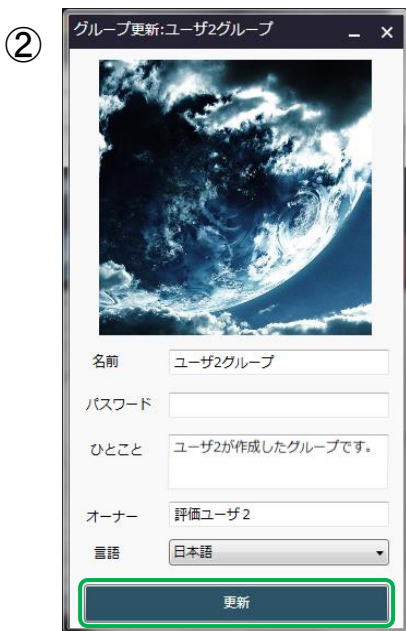 ②
グループ更新:ユーザ2グループ
名前 ユーザ2グループ
パスワード
ひとこと ユーザ2が作成したグループです。
オーナー 評価ユーザ2
言語 日本語
更新